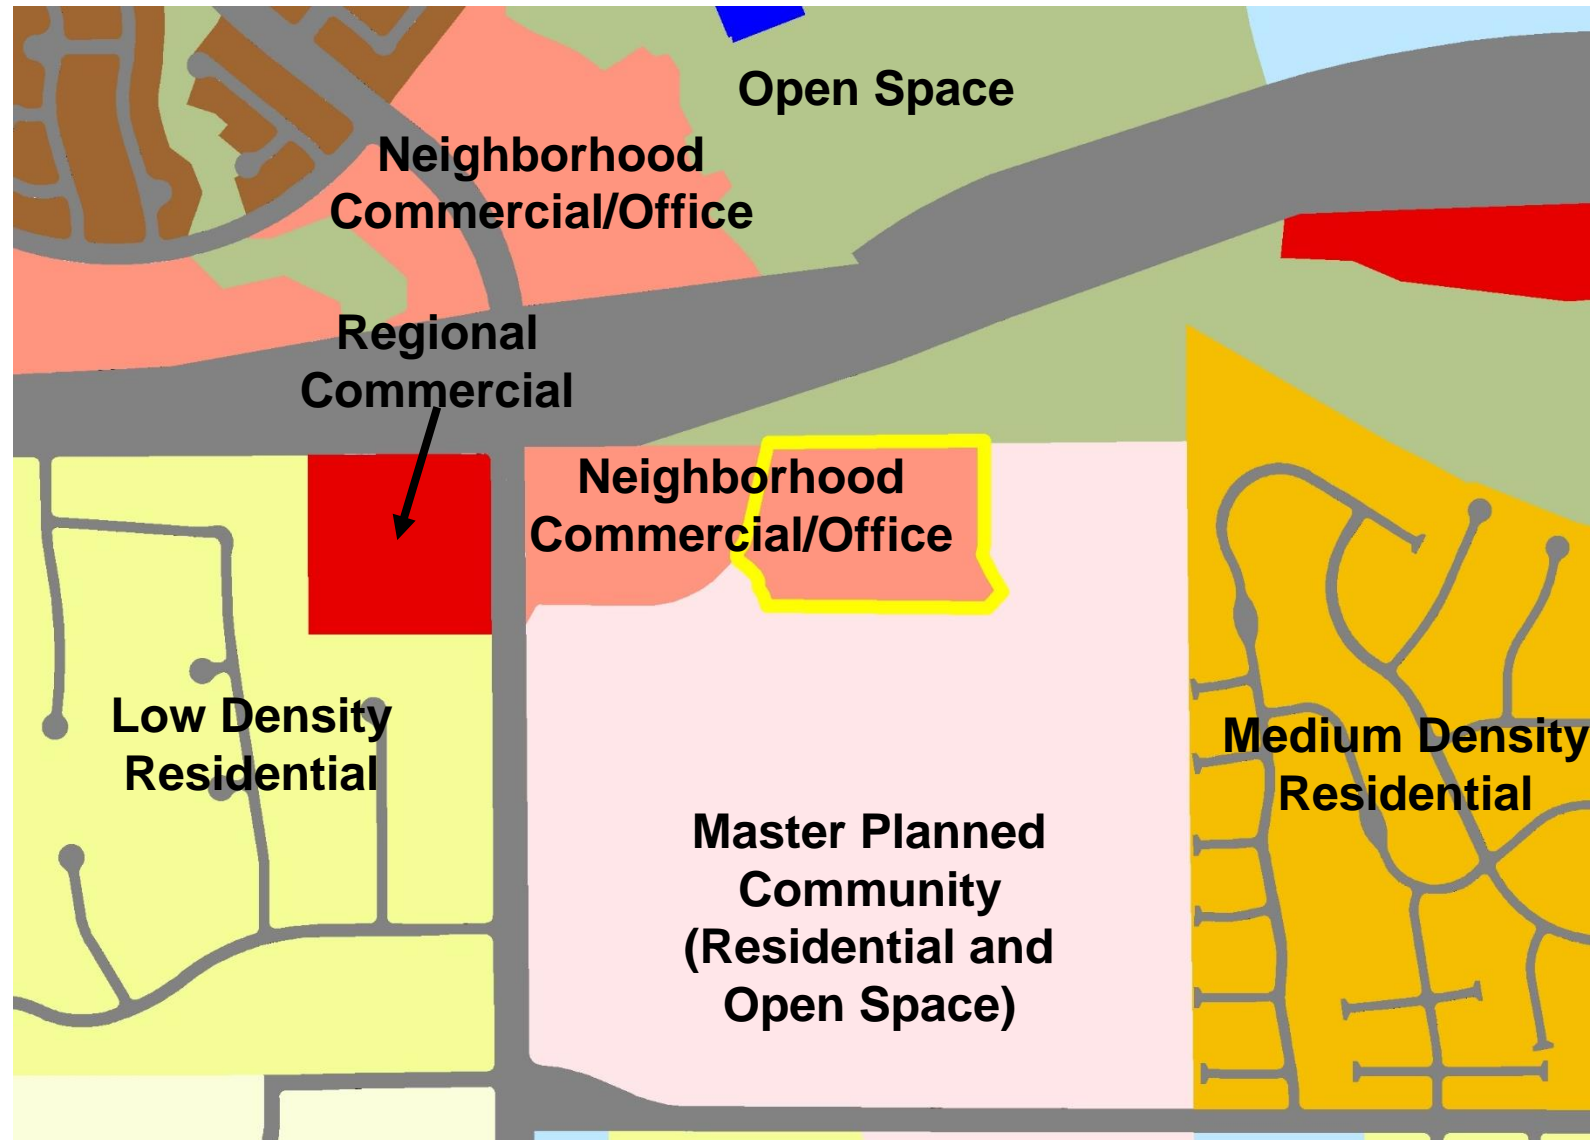 Open Space
Neighborhood
Commercial/Office
Regional
Commercial
Neighborhood
Commercial/Office
Low Density
Residential
Medium Density
Residential
Master Planned
Community
(Residential and
Open Space)